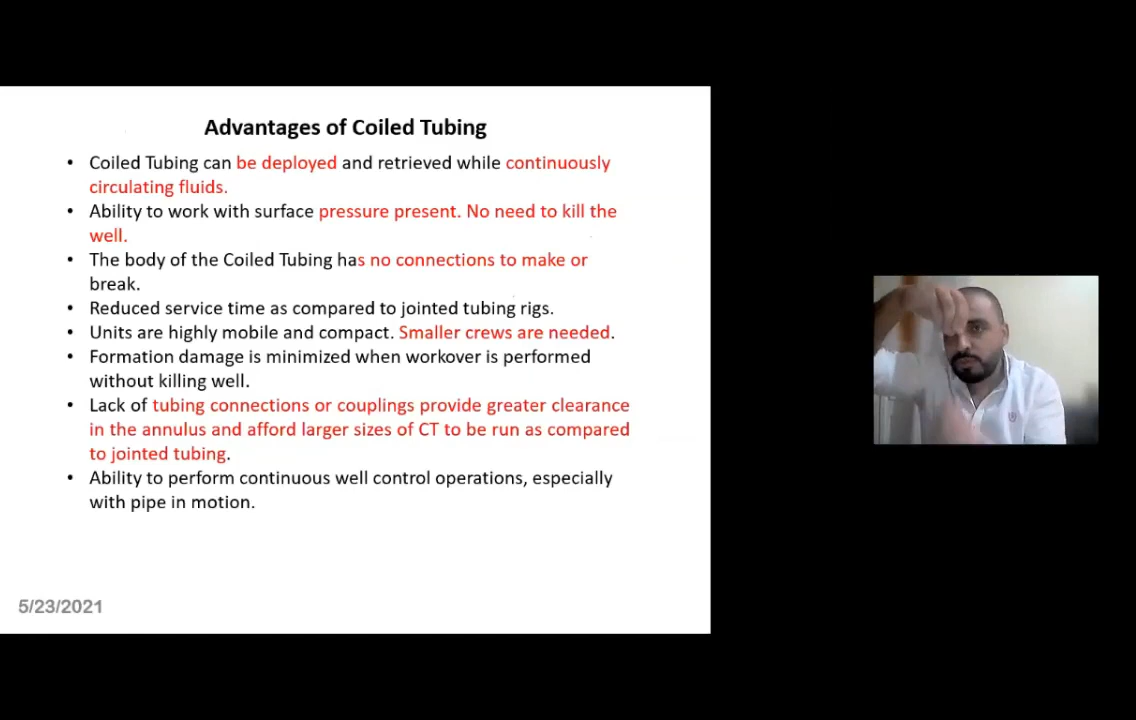 Advantages of Coiled Tubing
• Coiled Tubing can be deployed and retrieved while continuously
circulating fluids.
• Ability to work with surface pressure present. No need to kill the
well.
• The body of the Coiled Tubing has no connections to make or
break.
• Reduced service time as compared to jointed tubing rigs.
• Units are highly mobile and compact. Smaller crews are needed.
• Formation damage is minimized when workover is performed
without killing well.
• Lack of tubing connections or couplings provide greater clearance
in the annulus and afford larger sizes of CT to be run as compared
to jointed tubing.
• Ability to perform continuous well control operations, especially
with pipe in motion.
5/23/2021